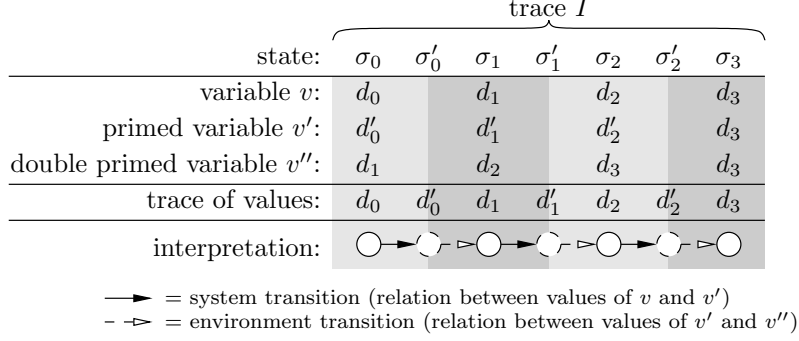 trace I
state: σ₀ σ′₀ σ₁ σ′₁ σ₂ σ′₂ σ₃
variable v: d₀ d₁ d₂ d₃
primed variable v′: d′₀ d′₁ d′₂ d₃
double primed variable v″: d₁ d₂ d₃ d₃
trace of values: d₀ d′₀ d₁ d′₁ d₂ d′₂ d₃
interpretation:
= system transition (relation between values of v and v′)
= environment transition (relation between values of v′ and v″)